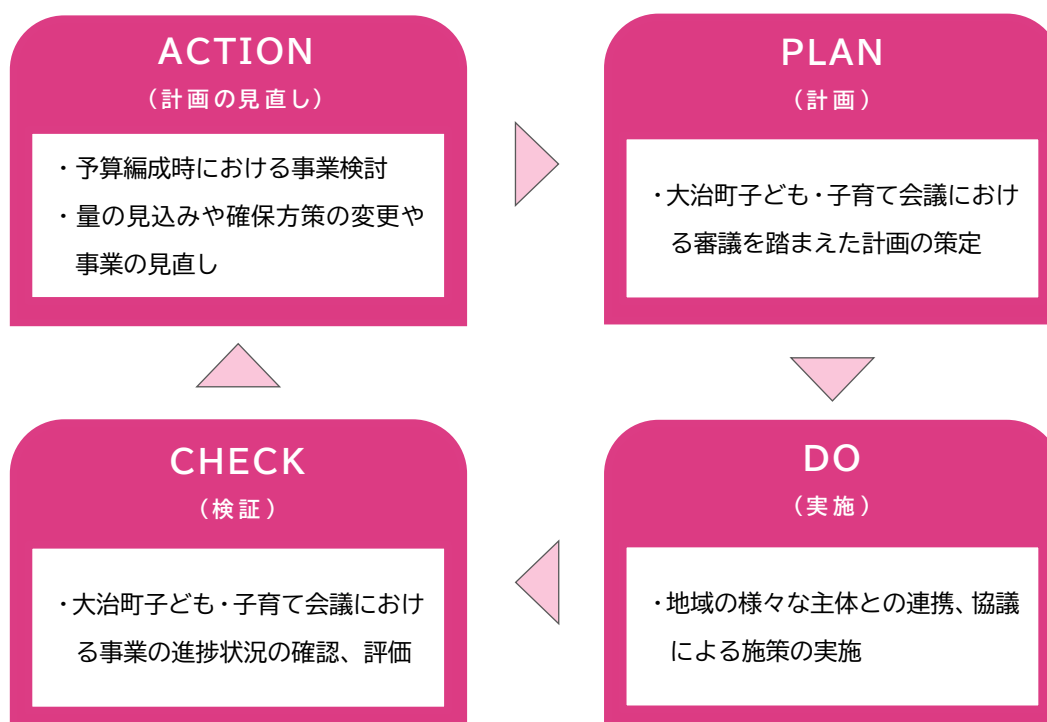 ACTION
（計画の見直し）
・予算編成時における事業検討
・量の見込みや確保方策の変更や
事業の見直し
PLAN
（計画）
・大治町子ども・子育て会議におけ
る審議を踏まえた計画の策定
CHECK
（検証）
・大治町子ども・子育て会議におけ
る事業の進捗状況の確認、評価
DO
（実施）
・地域の様々な主体との連携、協議
による施策の実施